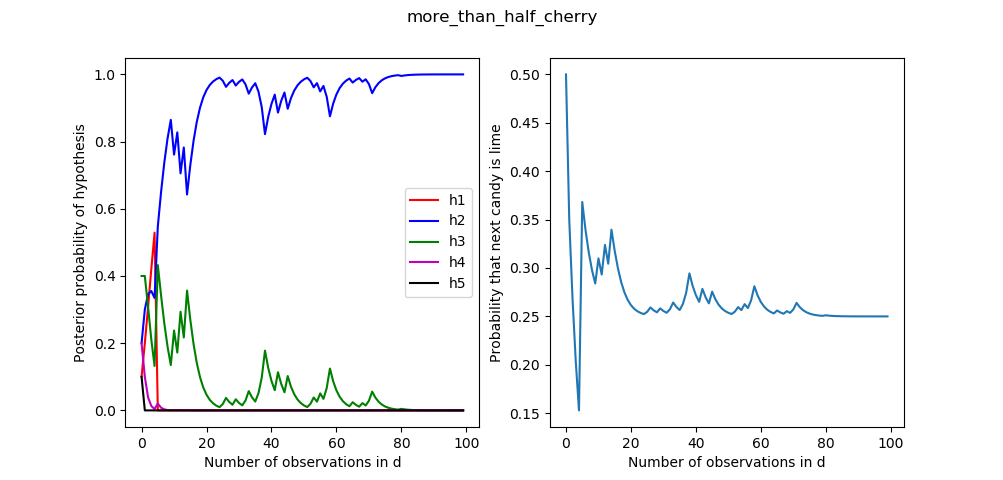 more_than_half_cherry
Posterior probability of hypothesis
1.0
0.8
0.6
0.4
0.2
0.0
0
20
40
60
80
100
Number of observations in d
h1
h2
h3
h4
h5
Probability that next candy is lime
0.50
0.45
0.40
0.35
0.30
0.25
0.20
0.15
0
20
40
60
80
100
Number of observations in d